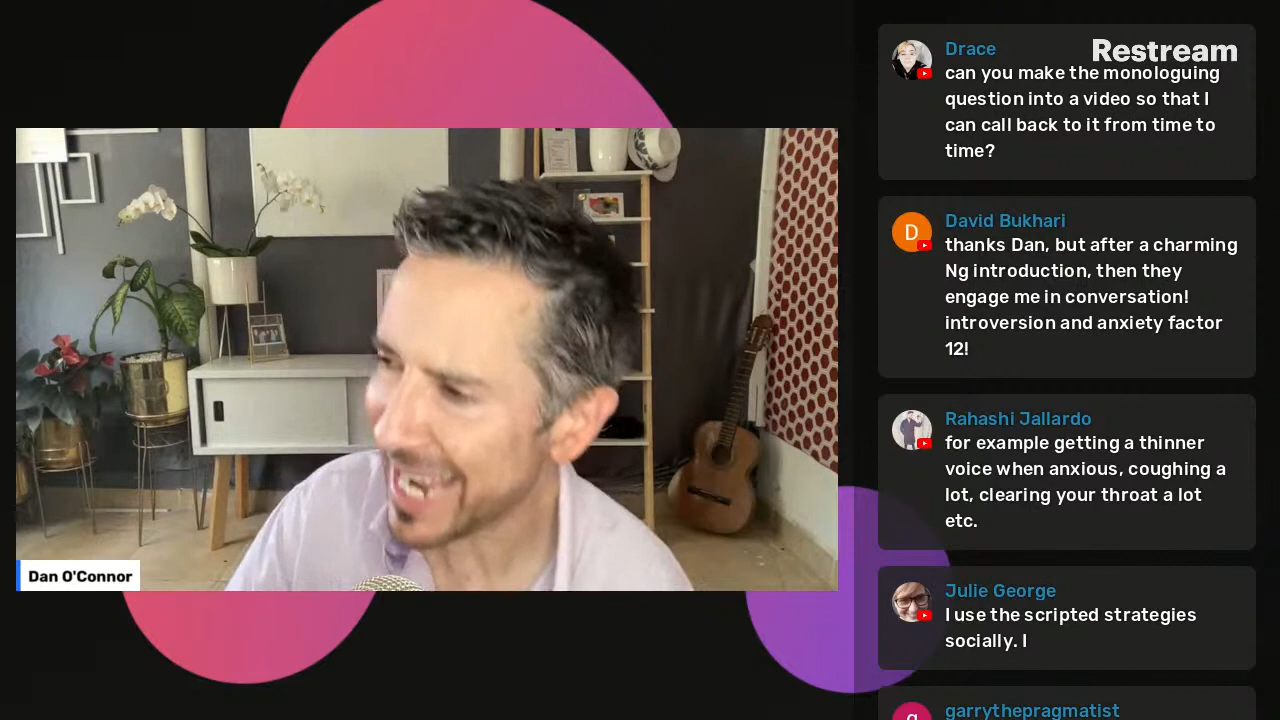 Restream
Drace
can you make the monologuing
question into a video so that I
can call back to it from time to
time?
D
David Bukhari
thanks Dan, but after a charming
Ng introduction, then they
engage me in conversation!
introversion and anxiety factor
12!
Rahashi Jallardo
for example getting a thinner
voice when anxious, coughing a
lot, clearing your throat a lot
etc.
Julie George
I use the scripted strategies
socially. I
g
garrythepragmatist
Dan O'Connor